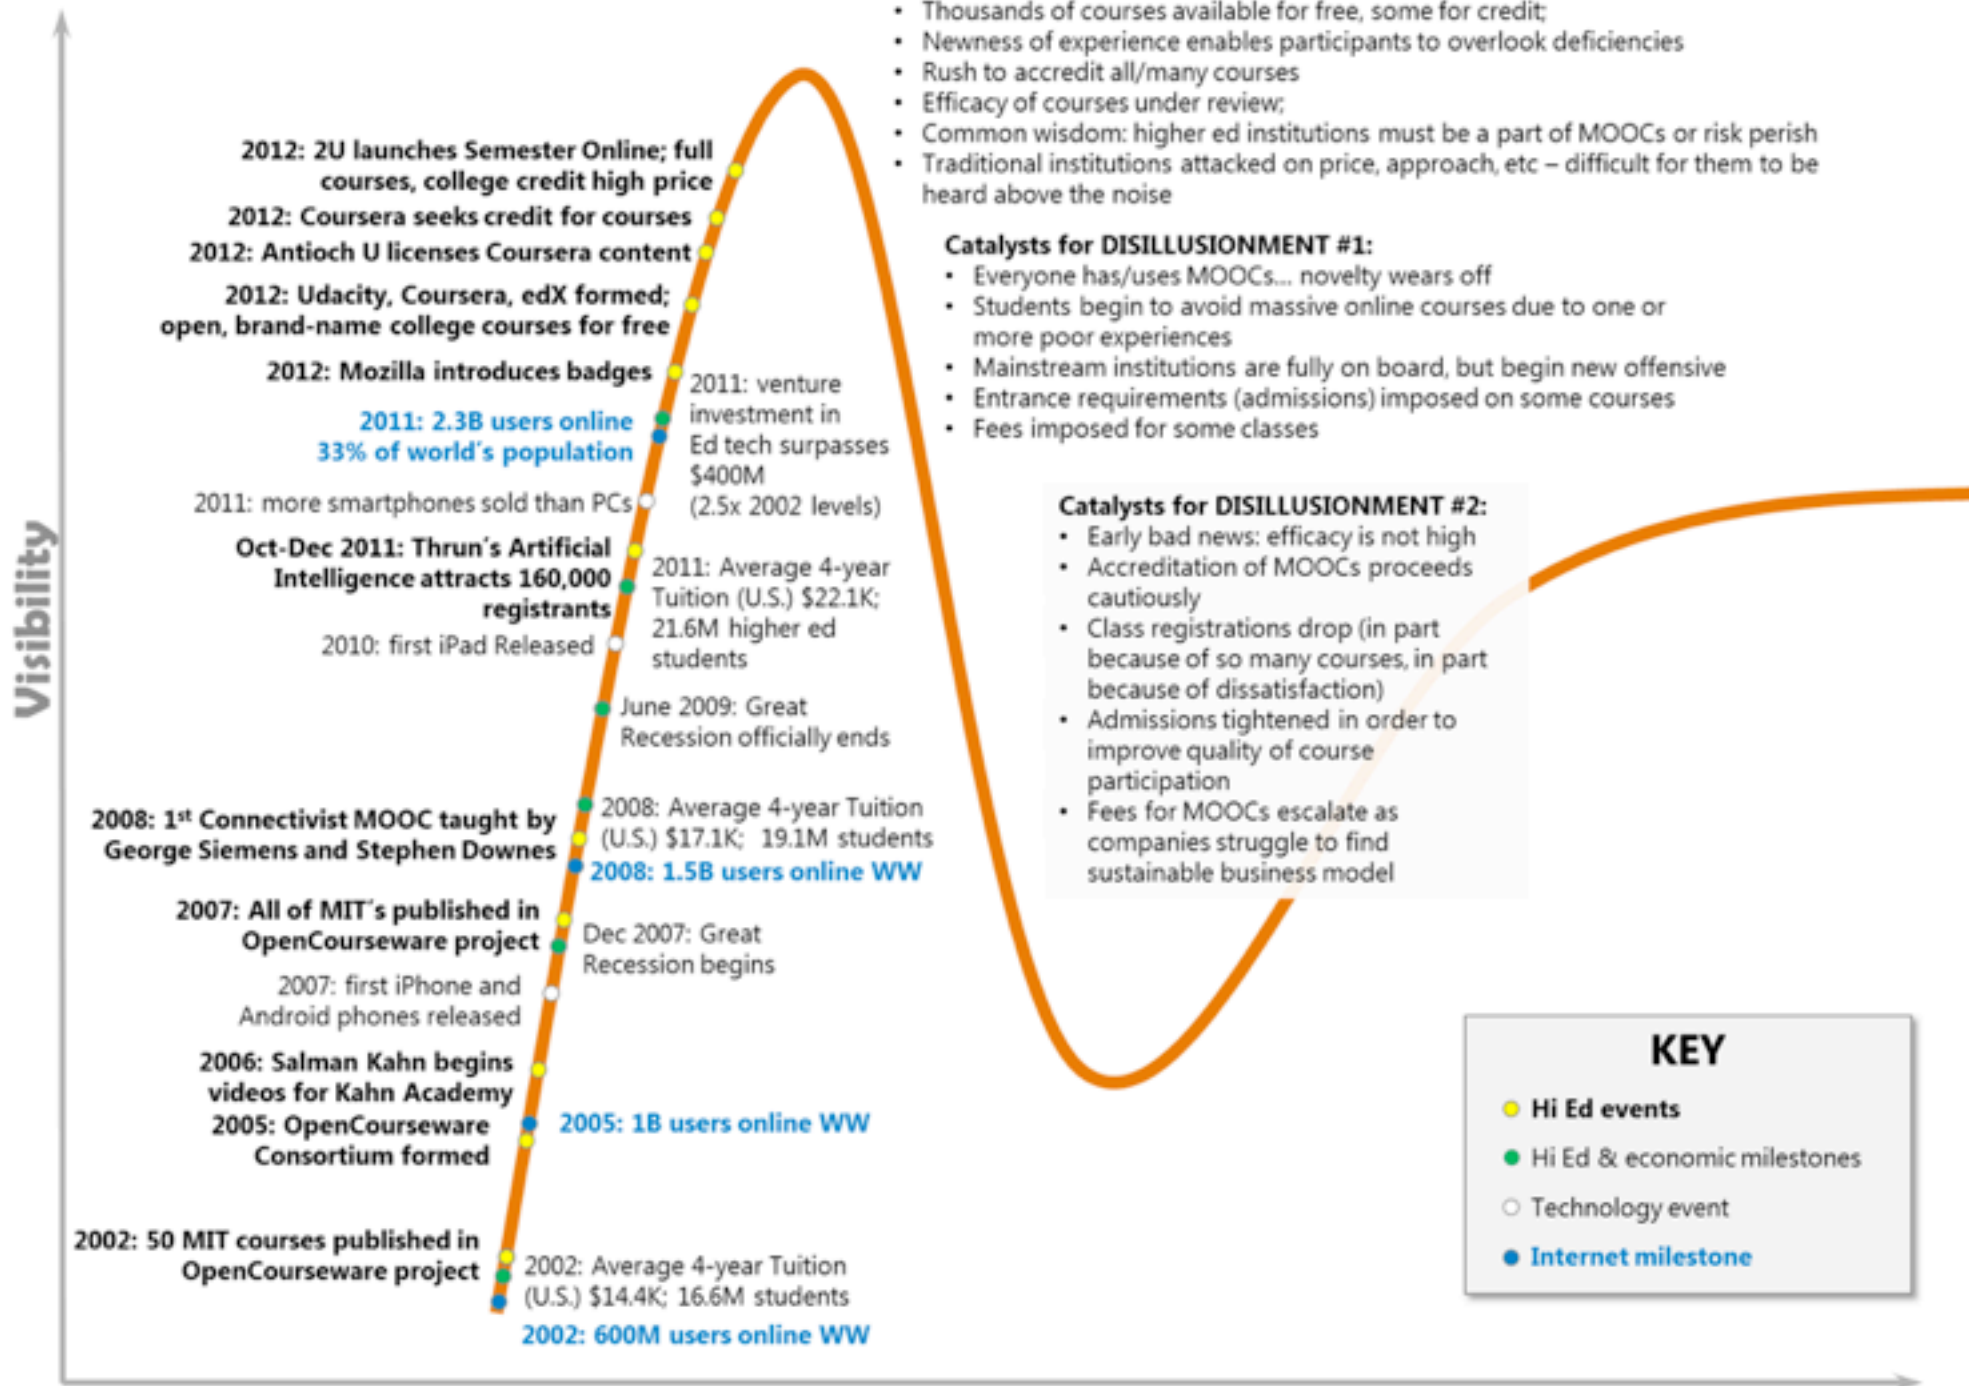 • Thousands of courses available for free, some for credit;
• Newness of experience enables participants to overlook deficiencies
• Rush to accredit all/many courses
• Efficacy of courses under review;
• Common wisdom: higher ed institutions must be a part of MOOCs or risk perish
• Traditional institutions attacked on price, approach, etc – difficult for them to be
heard above the noise
Catalysts for DISILLUSIONMENT #1:
• Everyone has/uses MOOCs... novelty wears off
• Students begin to avoid massive online courses due to one or
more poor experiences
• Mainstream institutions are fully on board, but begin new offensive
• Entrance requirements (admissions) imposed on some courses
• Fees imposed for some classes
Catalysts for DISILLUSIONMENT #2:
• Early bad news: efficacy is not high
• Accreditation of MOOCs proceeds
cautiously
• Class registrations drop (in part
because of so many courses, in part
because of dissatisfaction)
• Admissions tightened in order to
improve quality of course
participation
• Fees for MOOCs escalate as
companies struggle to find
sustainable business model
2012: 2U launches Semester Online; full
courses, college credit high price
2012: Coursera seeks credit for courses
2012: Antioch U licenses Coursera content
2012: Udacity, Coursera, edX formed;
open, brand-name college courses for free
2012: Mozilla introduces badges
2011: venture
investment in
Ed tech surpasses
$400M
(2.5x 2002 levels)
2011: 2.3B users online
33% of world's population
2011: more smartphones sold than PCs
Oct-Dec 2011: Thrun's Artificial
Intelligence attracts 160,000
registrants
2011: Average 4-year
Tuition (U.S.) $22.1K;
21.6M higher ed
students
2010: first iPad Released
June 2009: Great
Recession officially ends
2008: Average 4-year Tuition
(U.S.) $17.1K; 19.1M students
2008: 1st Connectivist MOOC taught by
George Siemens and Stephen Downes
2008: 1.5B users online WW
2007: All of MIT's published in
OpenCourseware project
Dec 2007: Great
Recession begins
2007: first iPhone and
Android phones released
2006: Salman Kahn begins
videos for Kahn Academy
2005: 1B users online WW
2005: OpenCourseware
Consortium formed
2002: 50 MIT courses published in
OpenCourseware project
2002: Average 4-year Tuition
(U.S.) $14.4K; 16.6M students
2002: 600M users online WW
Visibility
KEY
Hi Ed events
Hi Ed & economic milestones
Technology event
Internet milestone